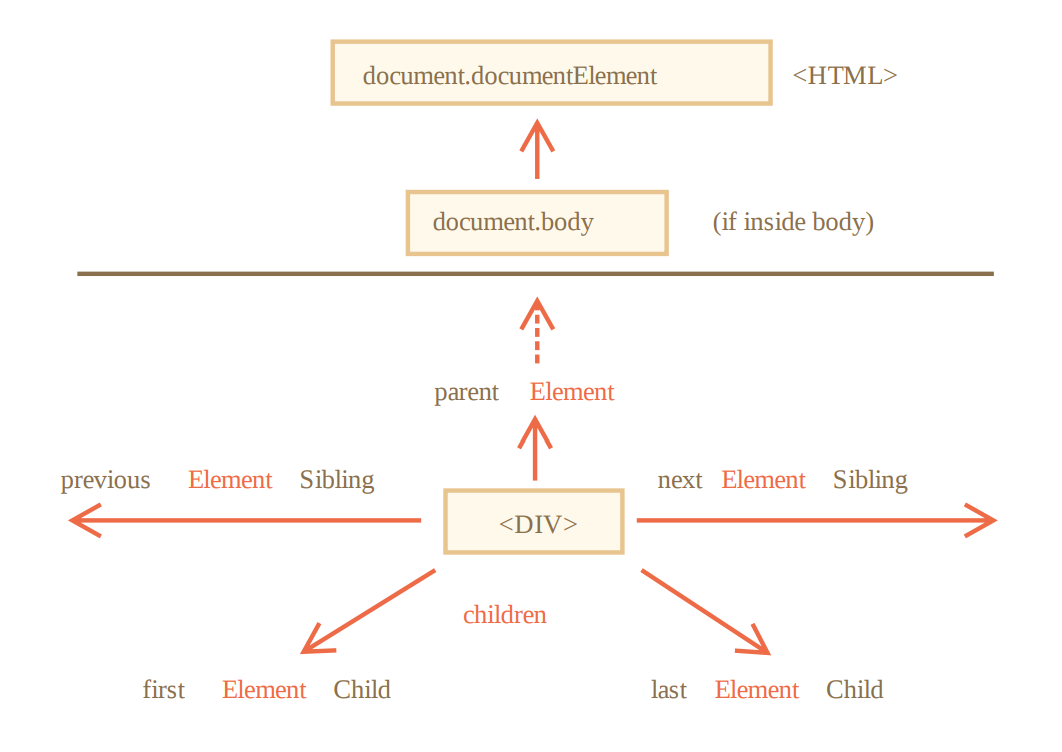 document.documentElement <HTML>
document.body (if inside body)
parent Element
previous Element Sibling next Element Sibling
<DIV>
children
first Element Child last Element Child